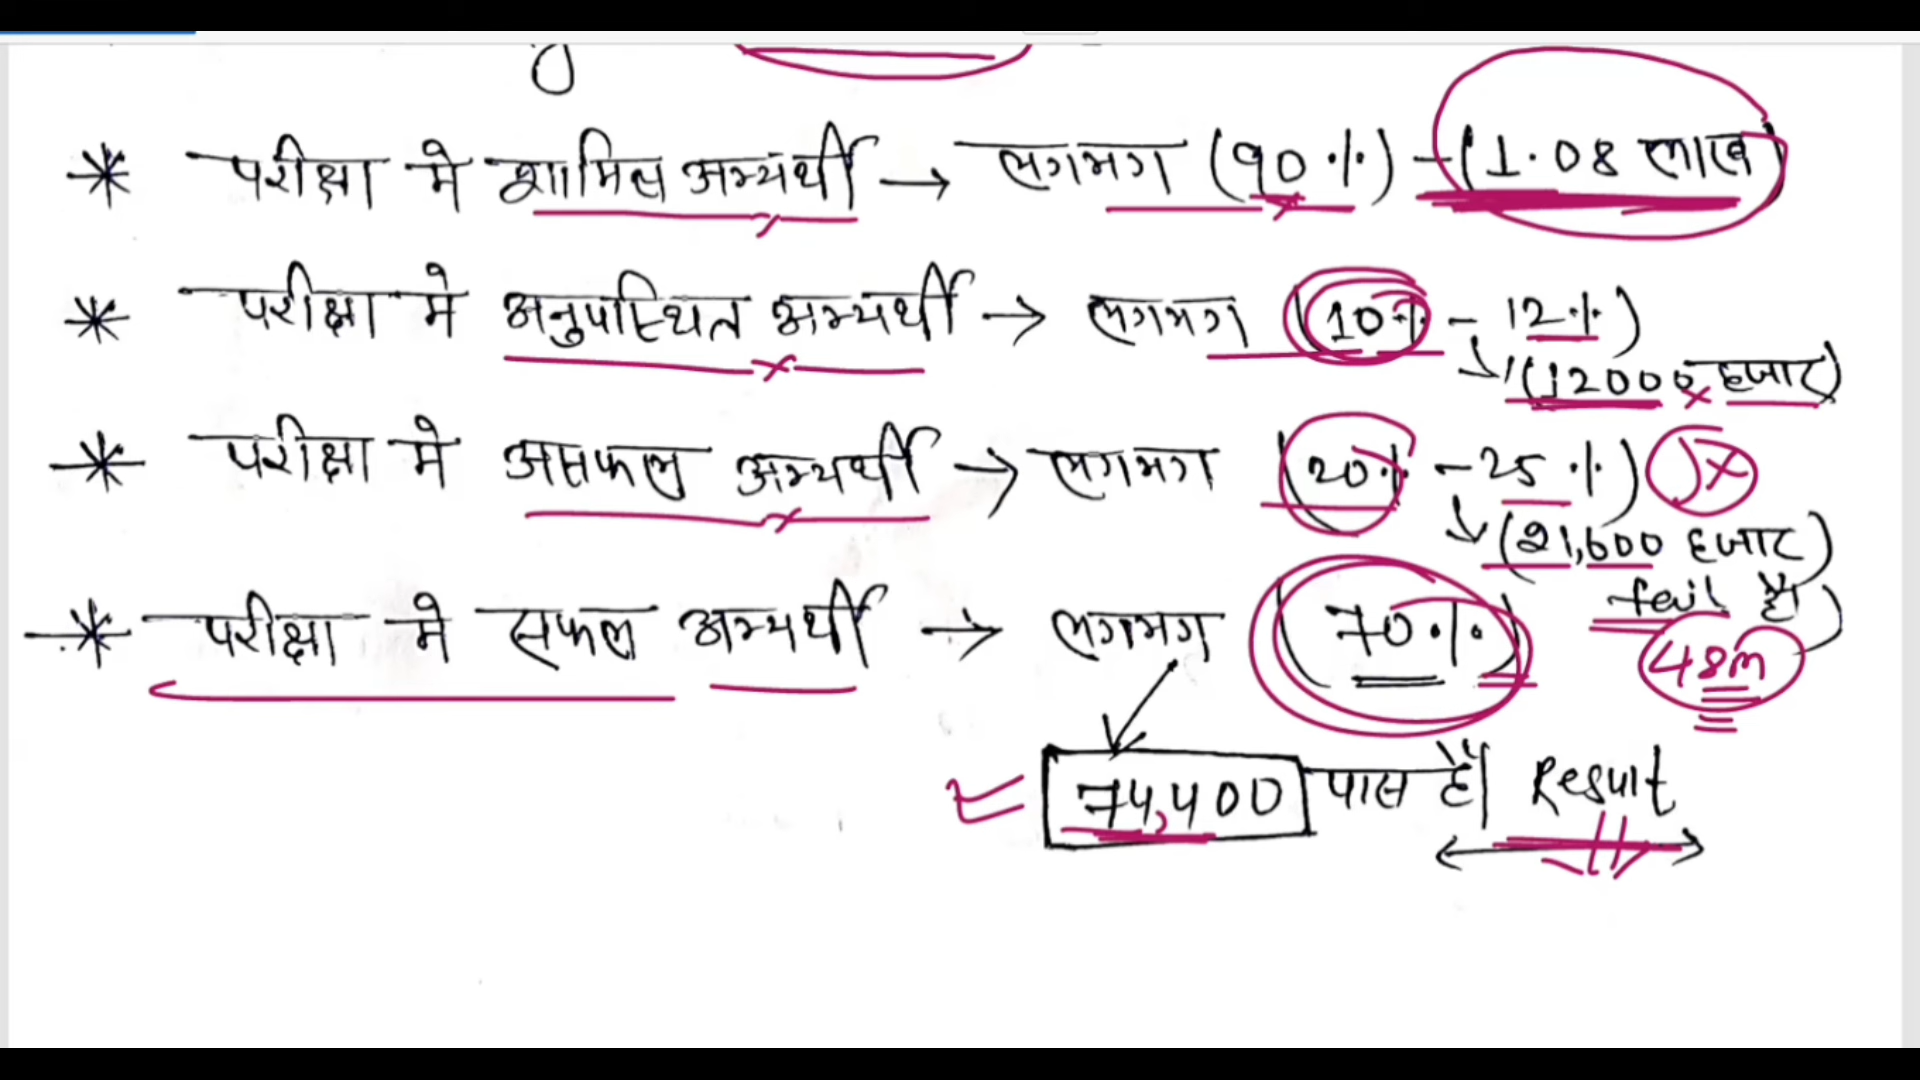 * परीक्षा मे शामिल अभ्यर्थी → लगभग (90%) - (1.08 लाख)
* परीक्षा मे अनुपस्थित अभ्यर्थी → लगभग (10% - 12%)
↓ (12000 हजार)
* परीक्षा मे असफल अभ्यर्थी → लगभग (20% - 25%)
↓ (21,600 हजार
fail है)
48m
* परीक्षा मे सफल अभ्यर्थी → लगभग (70%)
74,400 पास है| Result